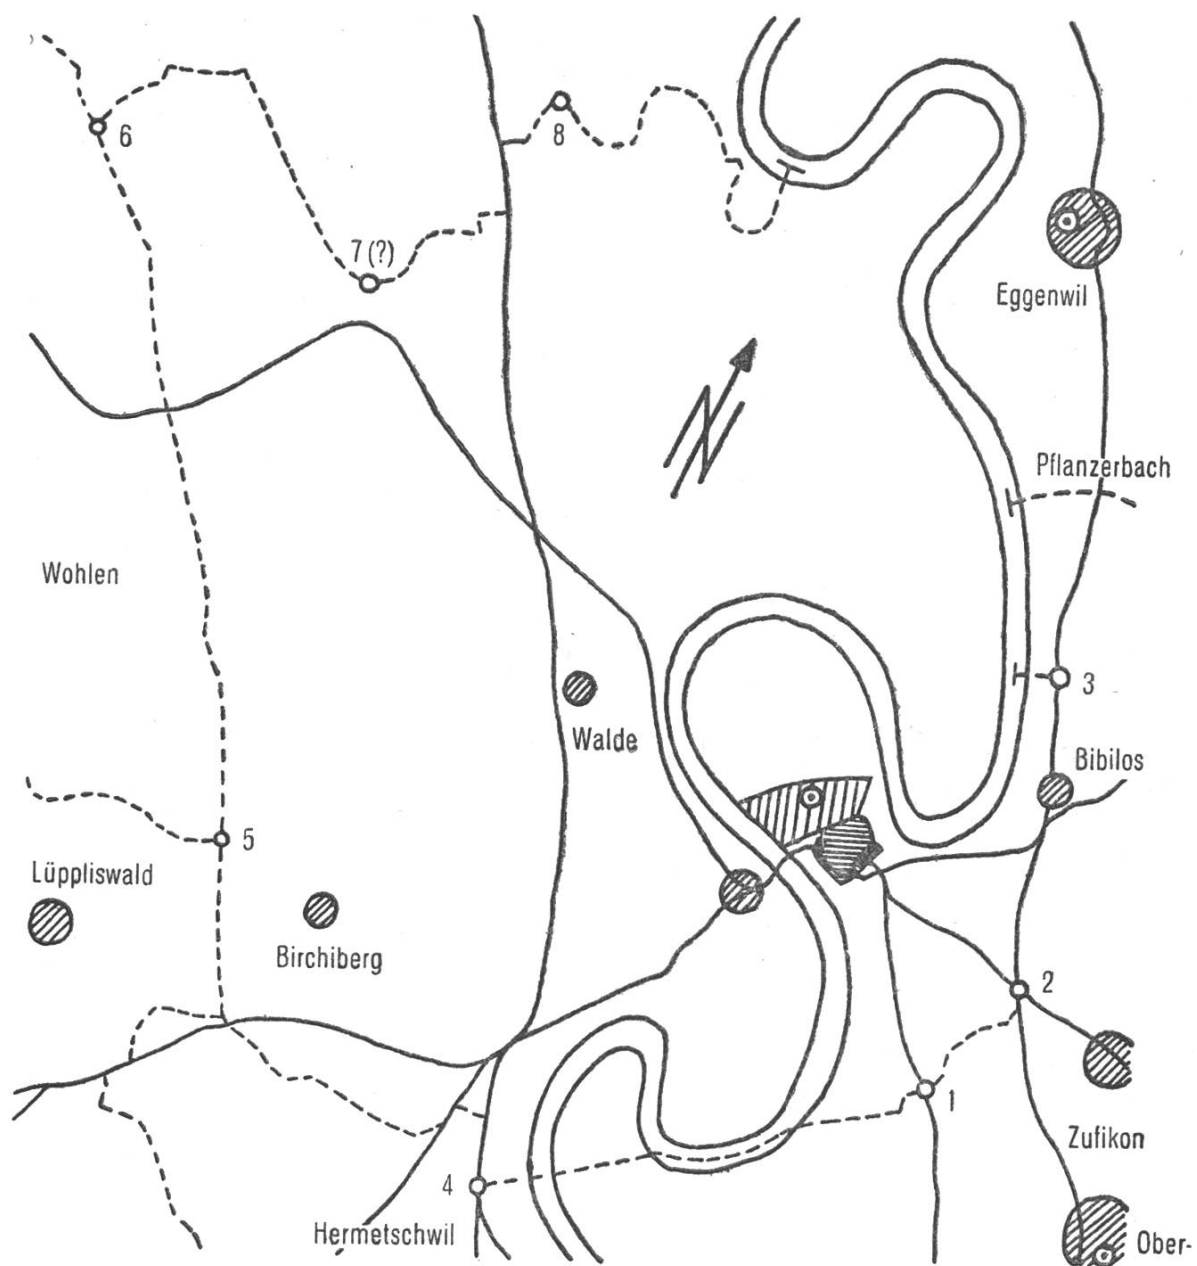 6
8
7(?)
Eggenwil
N
Pflanzerbach
Wohlen
3
Walde
Bibilos
5
Lüppliswald
Birchiberg
2
1
Zufikon
4
Hermetschwil
Ober-